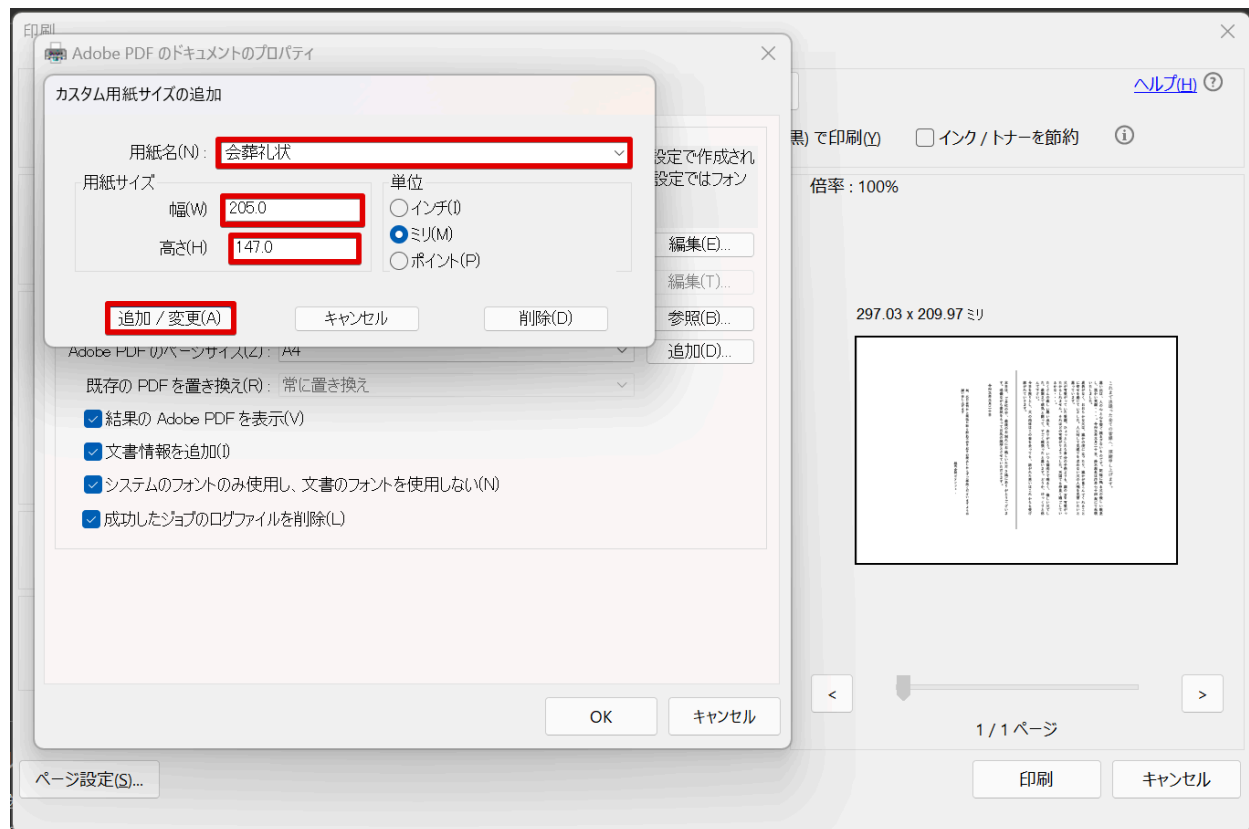 印刷
Adobe PDF のドキュメントのプロパティ
カスタム用紙サイズの追加
ヘルプ(H)
用紙名(N): 会葬礼状
黒) で印刷(Y)
インク / トナーを節約
設定で作成され
設定ではフォン
用紙サイズ
単位
倍率 : 100%
幅(W) 205.0
インチ(I)
ミリ(M)
高さ(H) 147.0
ポイント(P)
編集(E)...
編集(T)...
追加 / 変更(A)
キャンセル
削除(D)
参照(B)...
297.03 x 209.97 ミリ
Adobe PDF のページサイズ(Z): A4
追加(D)...
既存の PDF を置き換え(R): 常に置き換え
結果の Adobe PDF を表示(V)
文書情報を追加(I)
システムのフォントのみ使用し、文書のフォントを使用しない(N)
成功したジョブのログファイルを削除(L)
<
>
OK
キャンセル
1 / 1 ページ
ページ設定(S)...
印刷
キャンセル